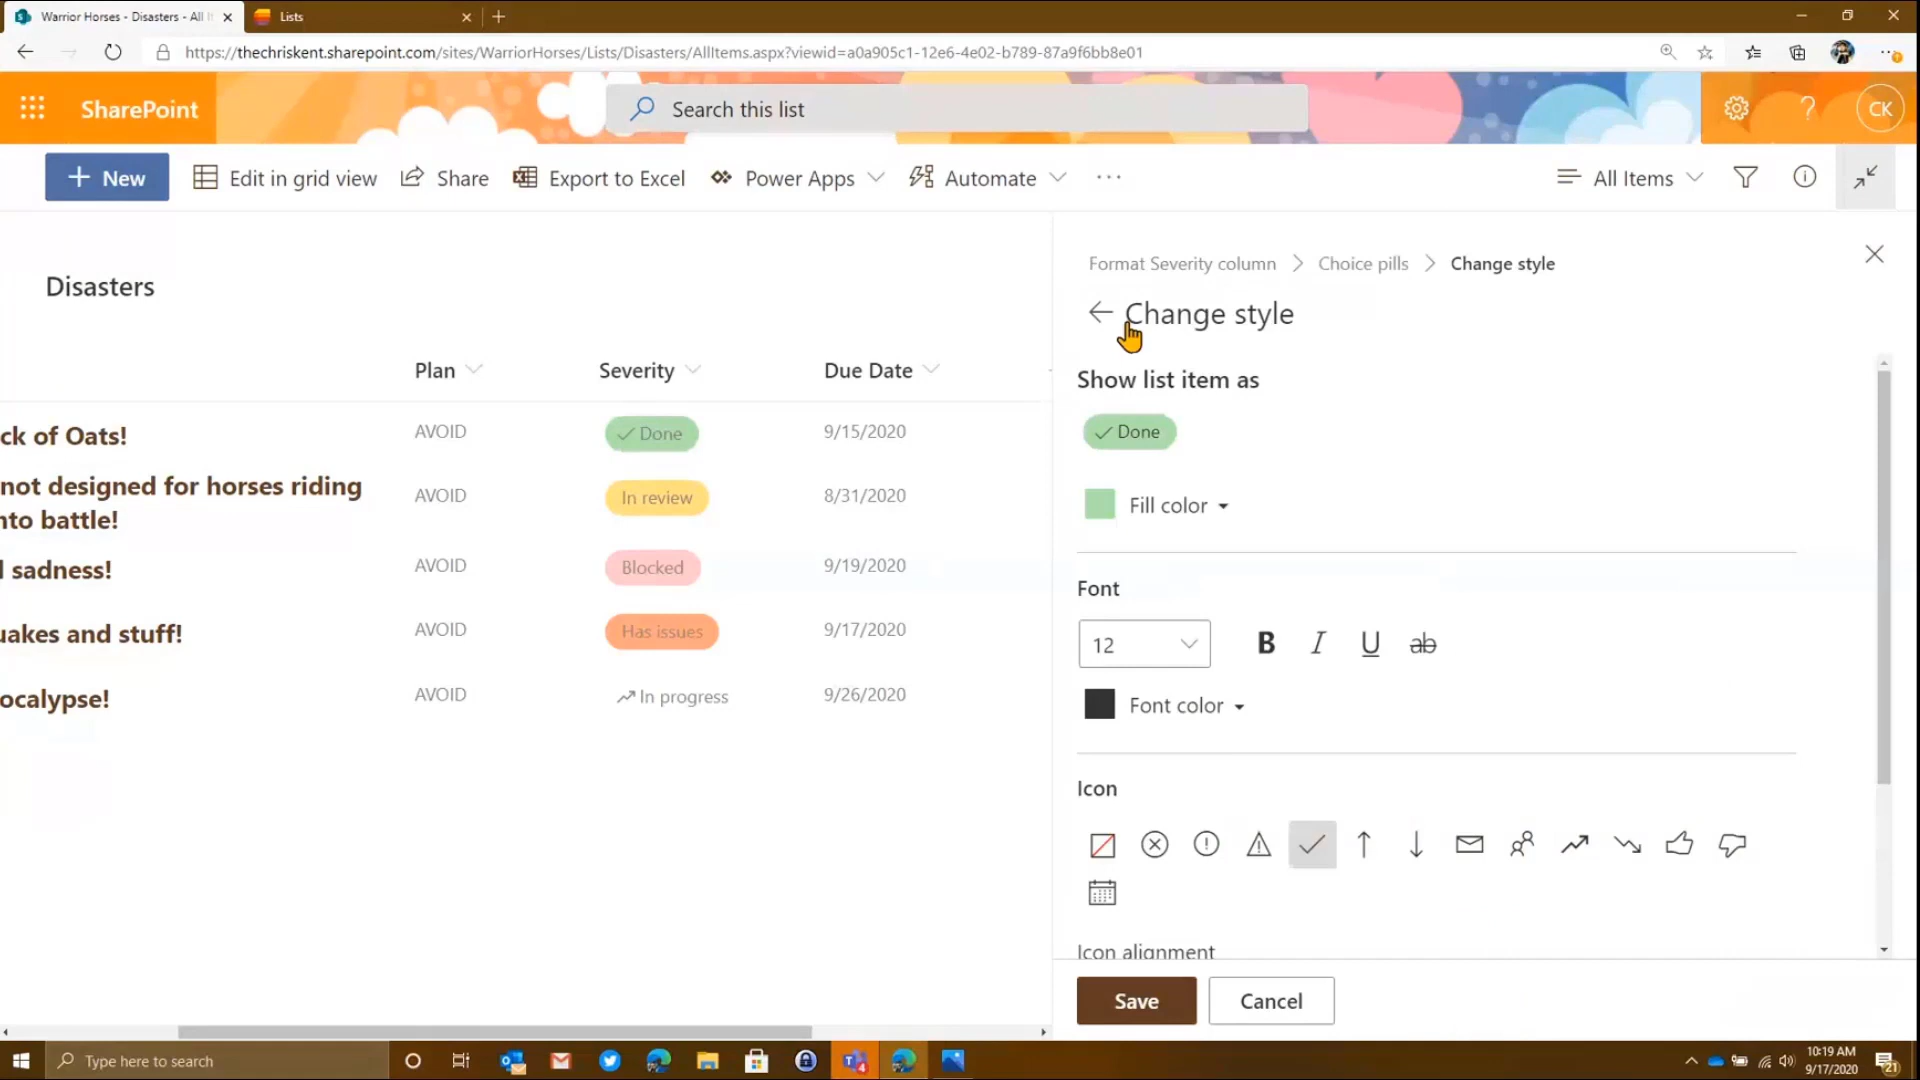 Warrior Horses - Disasters - All It
Lists
https://thechriskent.sharepoint.com/sites/WarriorHorses/Lists/Disasters/AllItems.aspx?viewid=a0a905c1-12e6-4e02-b789-87a9f6bb8e01
SharePoint
Search this list
CK
+ New
Edit in grid view
Share
Export to Excel
Power Apps
Automate
All Items
Disasters
Plan
Severity
Due Date
ck of Oats!
AVOID
Done
9/15/2020
not designed for horses riding
nto battle!
AVOID
In review
8/31/2020
l sadness!
AVOID
Blocked
9/19/2020
uakes and stuff!
AVOID
Has issues
9/17/2020
ocalypse!
AVOID
In progress
9/26/2020
Format Severity column > Choice pills > Change style
Change style
Show list item as
Done
Fill color
Font
12
B I U ab
Font color
Icon
Icon alignment
Save
Cancel
Type here to search
4
10:19 AM
9/17/2020
21